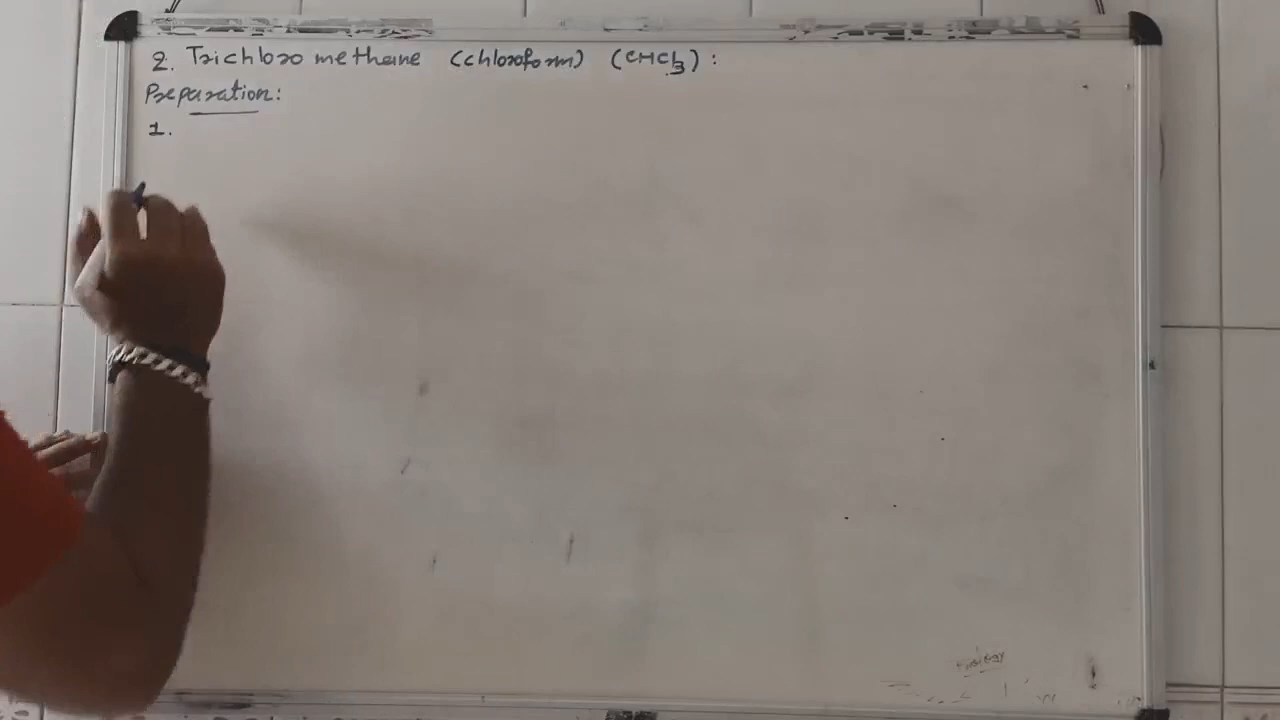 2. Trichloro methane (chloroform) (CHCl3) :
Preparation:
1.